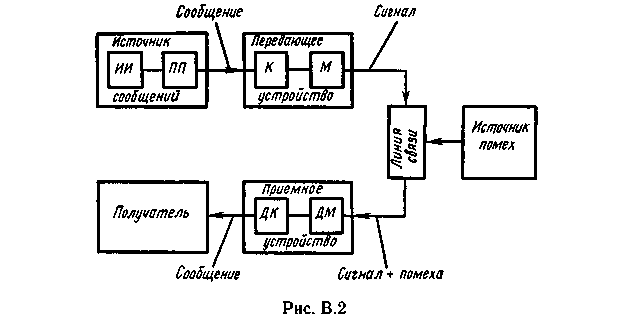 Сообщение
Сигнал
Источник
ИИ
ПП
сообщений
Передающее
К
М
устройство
Линия
связи
Источник
помех
Получатель
Приемное
ДК
ДМ
устройство
Сообщение
Сигнал + помеха
Рис. В.2